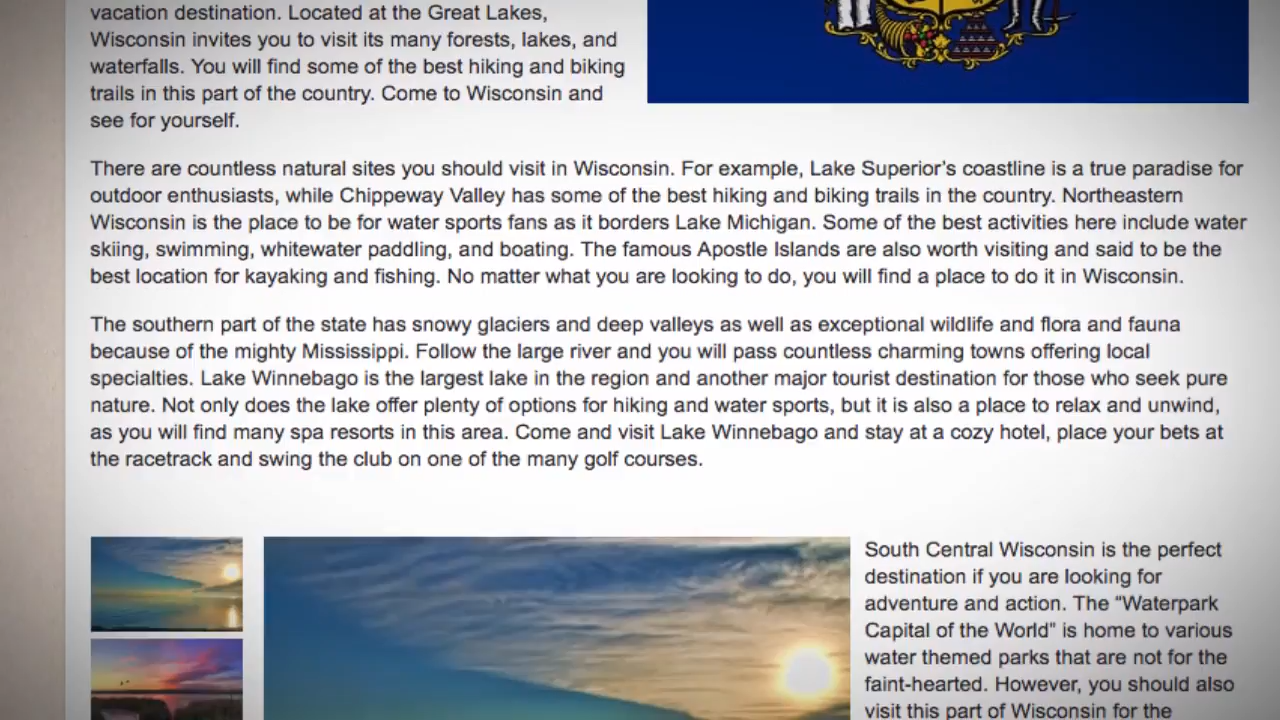 vacation destination. Located at the Great Lakes,
Wisconsin invites you to visit its many forests, lakes, and
waterfalls. You will find some of the best hiking and biking
trails in this part of the country. Come to Wisconsin and
see for yourself.
There are countless natural sites you should visit in Wisconsin. For example, Lake Superior's coastline is a true paradise for
outdoor enthusiasts, while Chippeway Valley has some of the best hiking and biking trails in the country. Northeastern
Wisconsin is the place to be for water sports fans as it borders Lake Michigan. Some of the best activities here include water
skiing, swimming, whitewater paddling, and boating. The famous Apostle Islands are also worth visiting and said to be the
best location for kayaking and fishing. No matter what you are looking to do, you will find a place to do it in Wisconsin.
The southern part of the state has snowy glaciers and deep valleys as well as exceptional wildlife and flora and fauna
because of the mighty Mississippi. Follow the large river and you will pass countless charming towns offering local
specialties. Lake Winnebago is the largest lake in the region and another major tourist destination for those who seek pure
nature. Not only does the lake offer plenty of options for hiking and water sports, but it is also a place to relax and unwind,
as you will find many spa resorts in this area. Come and visit Lake Winnebago and stay at a cozy hotel, place your bets at
the racetrack and swing the club on one of the many golf courses.
South Central Wisconsin is the perfect
destination if you are looking for
adventure and action. The "Waterpark
Capital of the World" is home to various
water themed parks that are not for the
faint-hearted. However, you should also
visit this part of Wisconsin for the